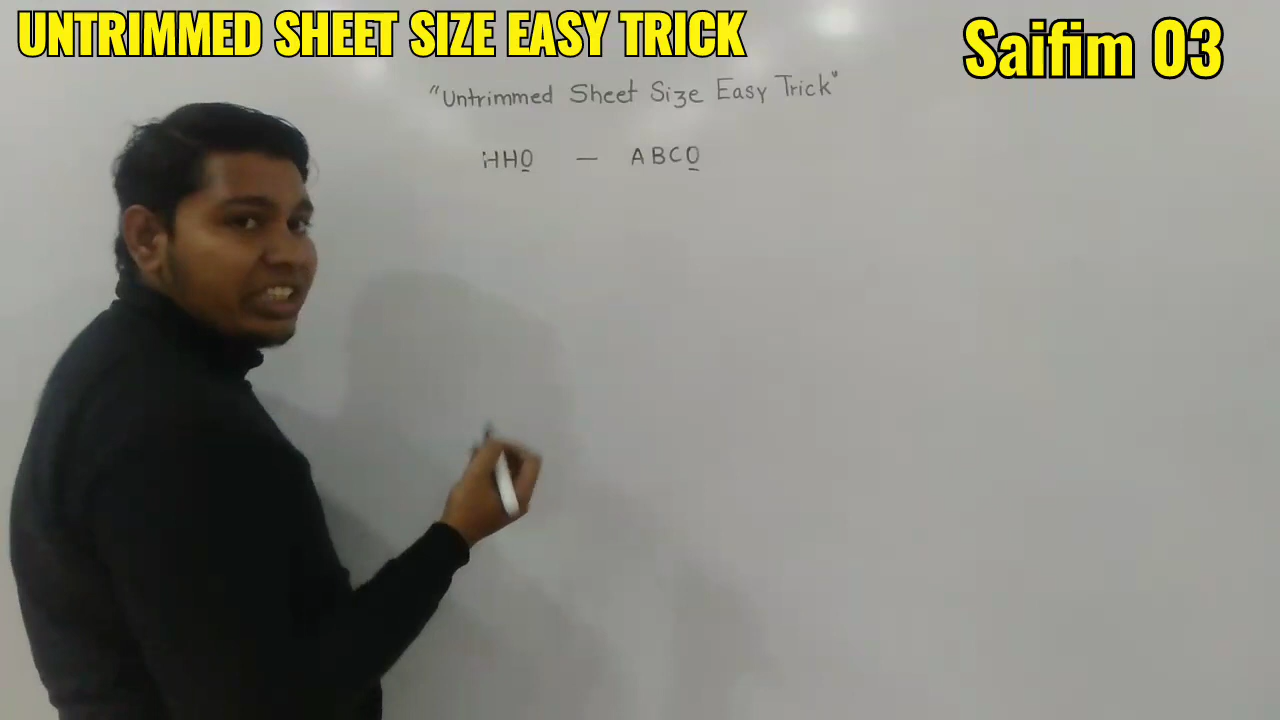 UNTRIMMED SHEET SIZE EASY TRICK
Saifim 03
"Untrimmed Sheet Size Easy Trick"
HHO — ABCO